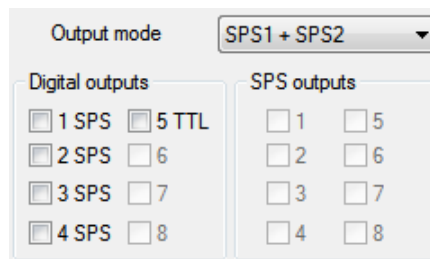 Output mode SPS1 + SPS2
Digital outputs SPS outputs
1 SPS 5 TTL 1 5
2 SPS 6 2 6
3 SPS 7 3 7
4 SPS 8 4 8